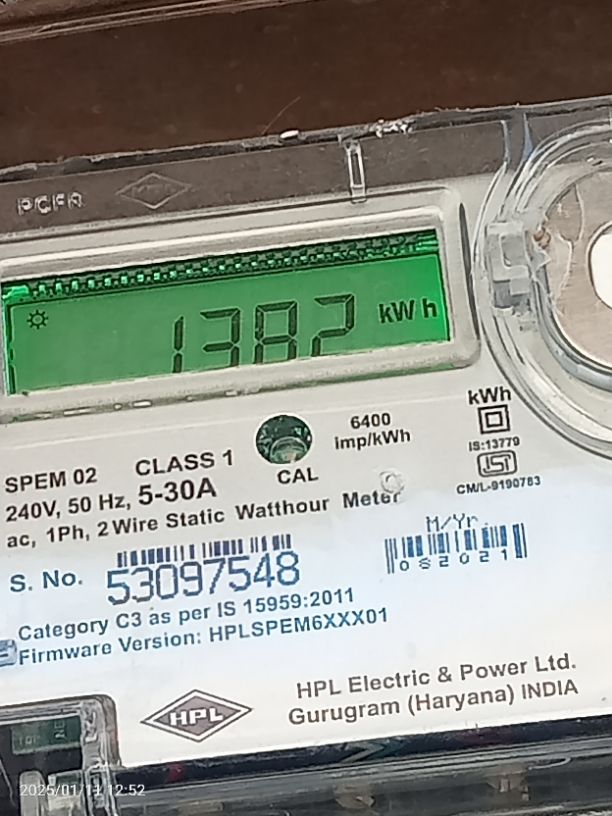 1382 kWh
kWh
6400
imp/kWh
IS:13779
ISI
CM/L-9190783
CAL
SPEM 02 CLASS 1
240V, 50 Hz, 5-30A
ac, 1Ph, 2 Wire Static Watthour Meter
M/Yr.
082021
S. No. 53097548
Category C3 as per IS 15959:2011
Firmware Version: HPLSPEM6XXX01
HPL
HPL Electric & Power Ltd.
Gurugram (Haryana) INDIA
2025/01/11 12:52